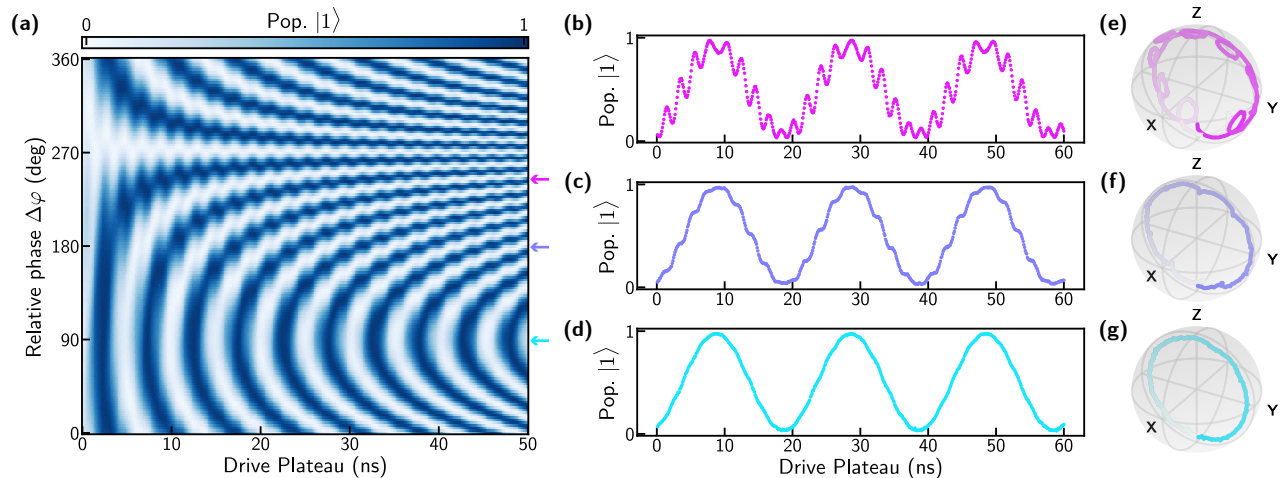 (a)
Pop. |1⟩
0 1
Relative phase Δφ (deg)
360
270
180
90
0
0 10 20 30 40 50
Drive Plateau (ns)
(b)
Pop. |1⟩
1
0
0 10 20 30 40 50 60
(c)
Pop. |1⟩
1
0
0 10 20 30 40 50 60
(d)
Pop. |1⟩
1
0
0 10 20 30 40 50 60
Drive Plateau (ns)
(e)
Z
X
Y
(f)
Z
X
Y
(g)
Z
X
Y